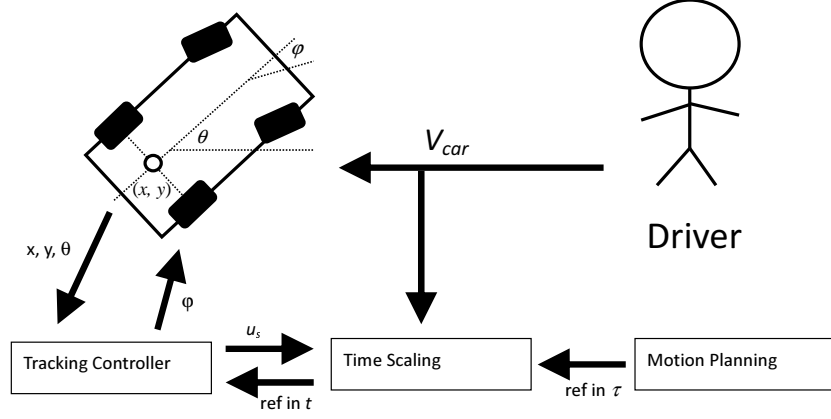 φ
θ
V_car
(x, y)
Driver
x, y, θ
φ
u_s
Tracking Controller
Time Scaling
Motion Planning
ref in t
ref in τ